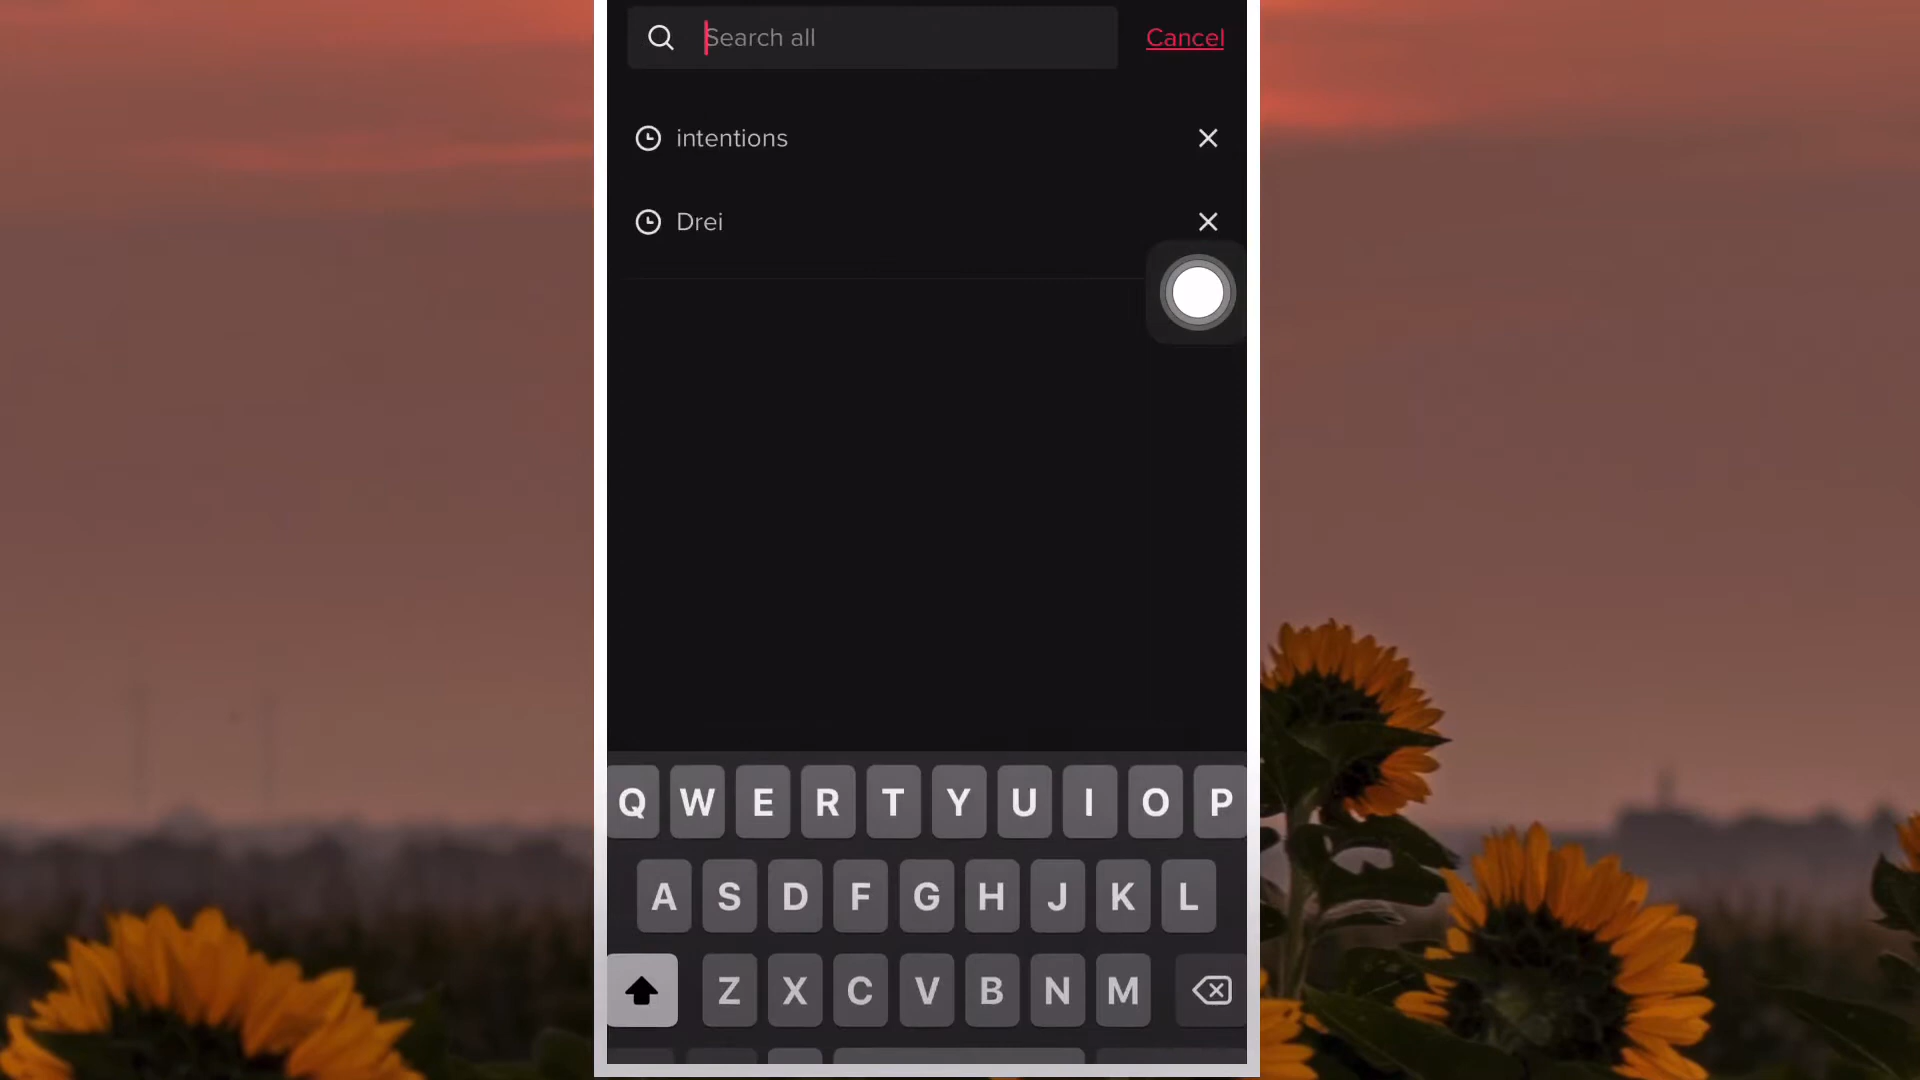 Search all
Cancel
intentions
Drei
Q W E R T Y U I O P
A S D F G H J K L
Z X C V B N M